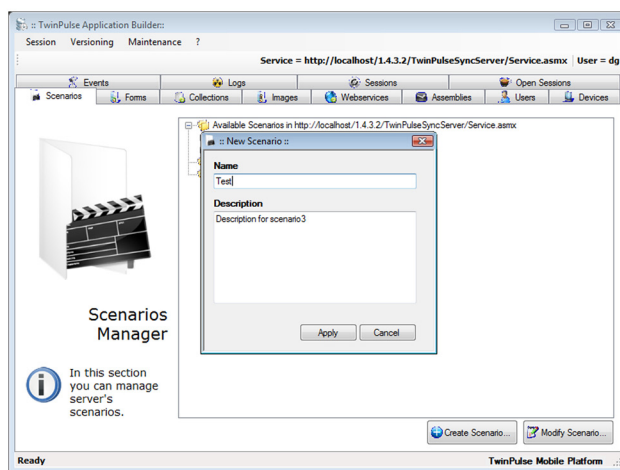 :: TwinPulse Application Builder::
Session Versioning Maintenance ?
Service = http://localhost/1.4.3.2/TwinPulseSyncServer/Service.asmx User = dg
Events Logs Sessions Open Sessions
Scenarios Forms Collections Images Webservices Assemblies Users Devices
Available Scenarios in http://localhost/1.4.3.2/TwinPulseSyncServer/Service.asmx
:: New Scenario ::
Name
Test
Description
Description for scenario3
Apply Cancel
Scenarios
Manager
In this section
you can manage
server's
scenarios.
Create Scenario... Modify Scenario...
Ready TwinPulse Mobile Platform